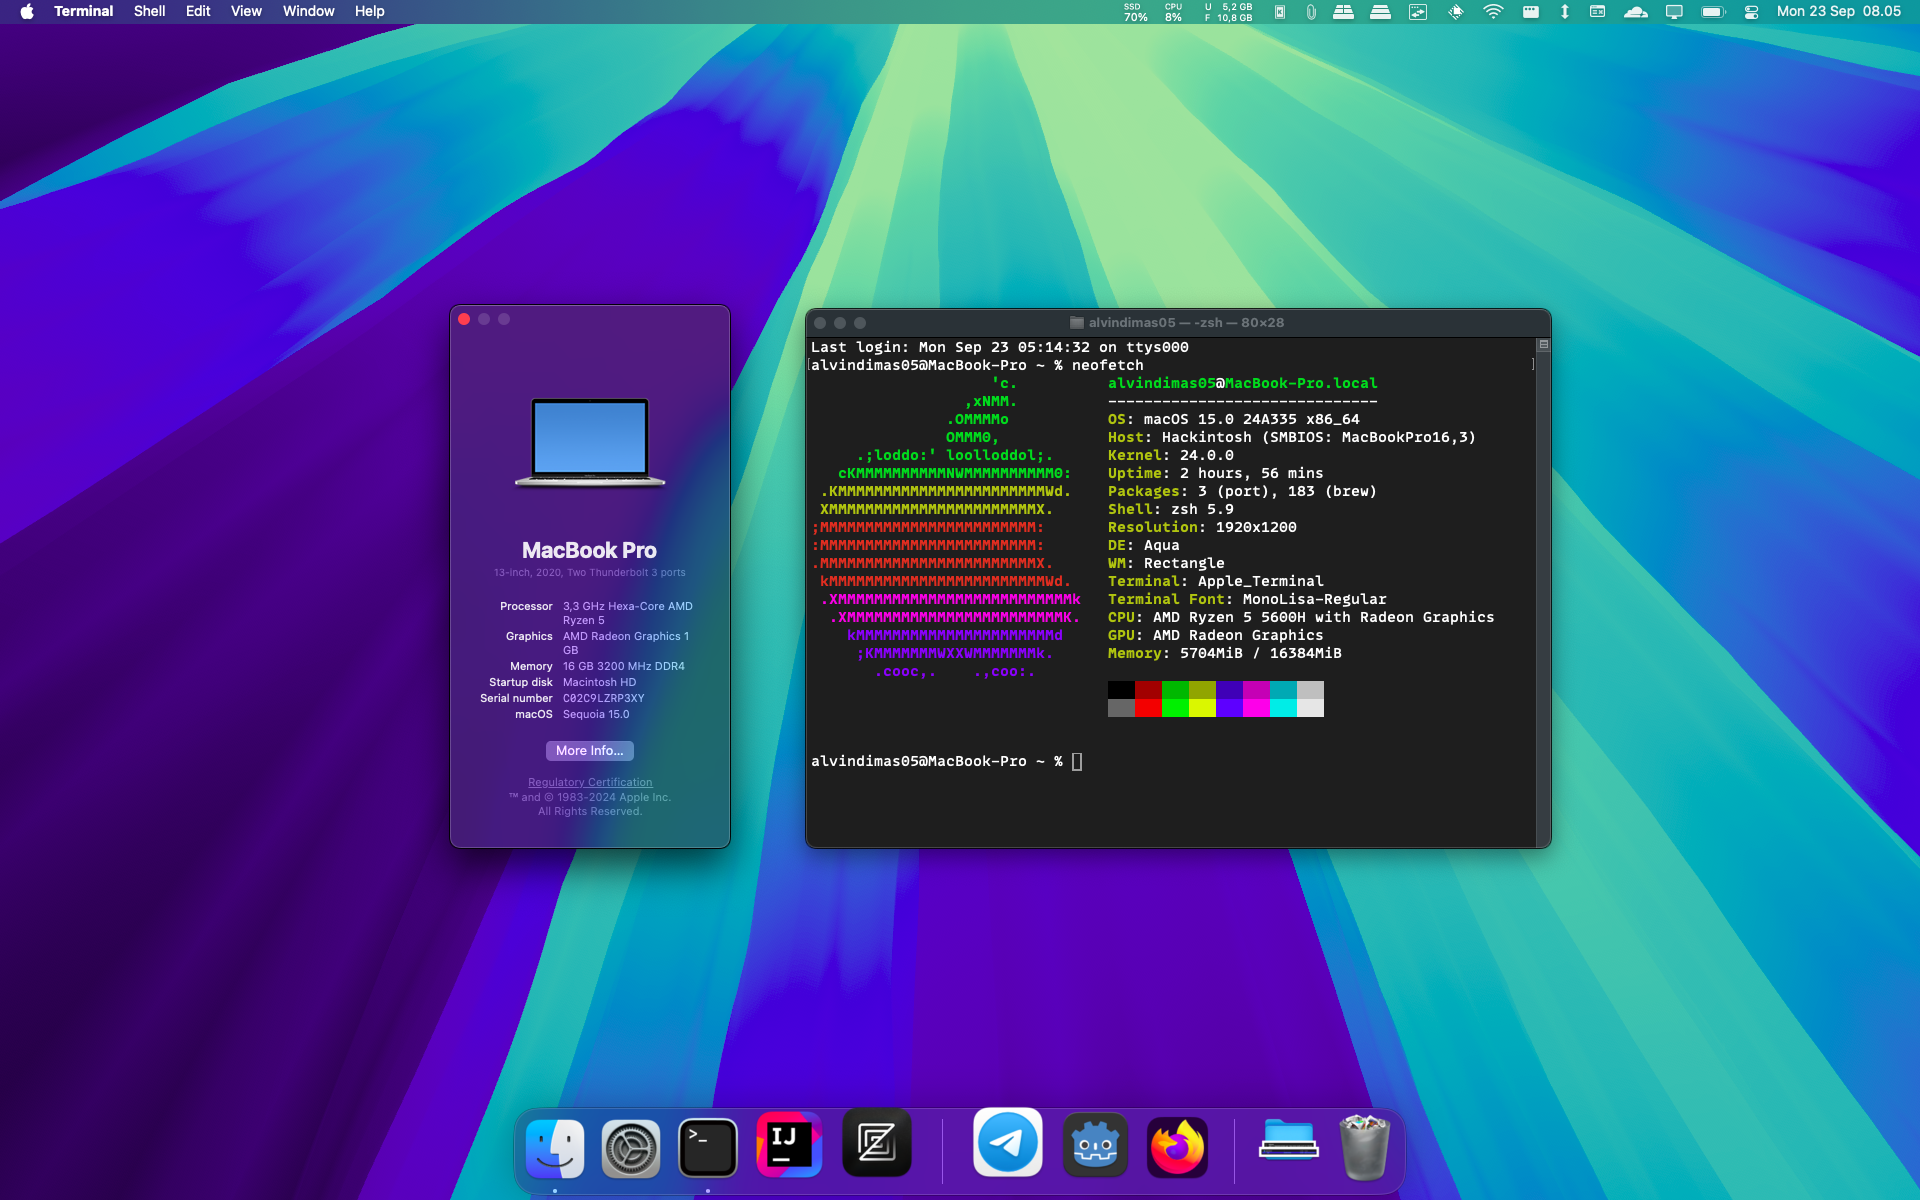 Terminal Shell Edit View Window Help
SSD 70% CPU 8% U 5,2 GB F 10,8 GB Mon 23 Sep 08.05
MacBook Pro
13-inch, 2020, Two Thunderbolt 3 ports
Processor 3,3 GHz Hexa-Core AMD
Ryzen 5
Graphics AMD Radeon Graphics 1
GB
Memory 16 GB 3200 MHz DDR4
Startup disk Macintosh HD
Serial number C02C9LZRP3XY
macOS Sequoia 15.0
More Info...
Regulatory Certification
™ and © 1983-2024 Apple Inc.
All Rights Reserved.
alvindimas05 — -zsh — 80×28
Last login: Mon Sep 23 05:14:32 on ttys000
[alvindimas05@MacBook-Pro ~ % neofetch ]
'c. alvindimas05@MacBook-Pro.local
,xNMM. ------------------------------
.OMMMMo OS: macOS 15.0 24A335 x86_64
OMMM0, Host: Hackintosh (SMBIOS: MacBookPro16,3)
.;loddo:' loolloddol;. Kernel: 24.0.0
cKMMMMMMMMMMNWMMMMMMMMMM0: Uptime: 2 hours, 56 mins
.KMMMMMMMMMMMMMMMMMMMMMMMWd. Packages: 3 (port), 183 (brew)
XMMMMMMMMMMMMMMMMMMMMMMMX. Shell: zsh 5.9
;MMMMMMMMMMMMMMMMMMMMMMMM: Resolution: 1920x1200
:MMMMMMMMMMMMMMMMMMMMMMMM: DE: Aqua
.MMMMMMMMMMMMMMMMMMMMMMMMX. WM: Rectangle
kMMMMMMMMMMMMMMMMMMMMMMMMWd. Terminal: Apple_Terminal
.XMMMMMMMMMMMMMMMMMMMMMMMMMMk Terminal Font: MonoLisa-Regular
.XMMMMMMMMMMMMMMMMMMMMMMMMK. CPU: AMD Ryzen 5 5600H with Radeon Graphics
kMMMMMMMMMMMMMMMMMMMMMMd GPU: AMD Radeon Graphics
;KMMMMMMMWXXWMMMMMMMk. Memory: 5704MiB / 16384MiB
.cooc,. .,coo:.
alvindimas05@MacBook-Pro ~ %
>_
IJ